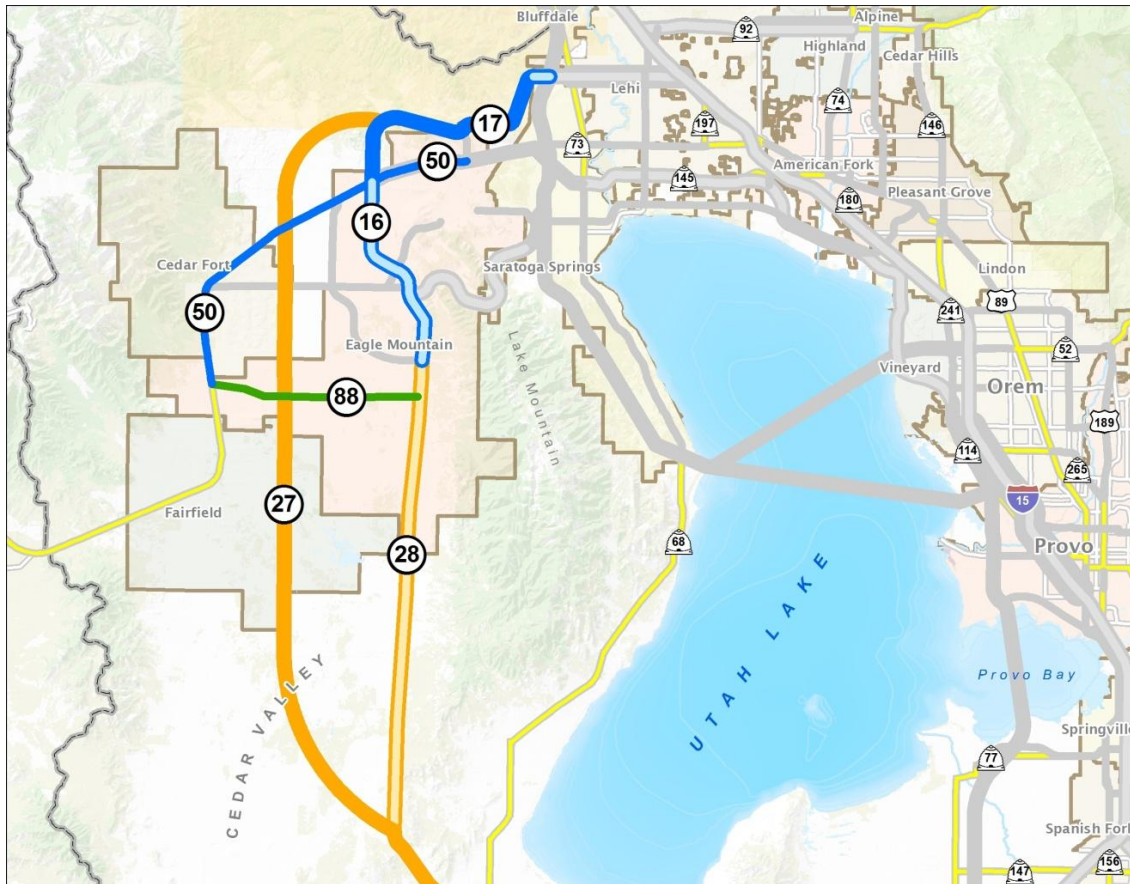 Bluffdale
Alpine
92
Highland
Cedar Hills
Lehi
74
17
197
146
73
50
American Fork
145
Pleasant Grove
180
16
Cedar Fort
Saratoga Springs
Lindon
89
50
241
Lake Mountain
Eagle Mountain
52
Vineyard
Orem
88
189
114
265
27
15
Fairfield
68
Provo
28
UTAH LAKE
Provo Bay
CEDAR VALLEY
Springville
77
Spanish Fork
156
147